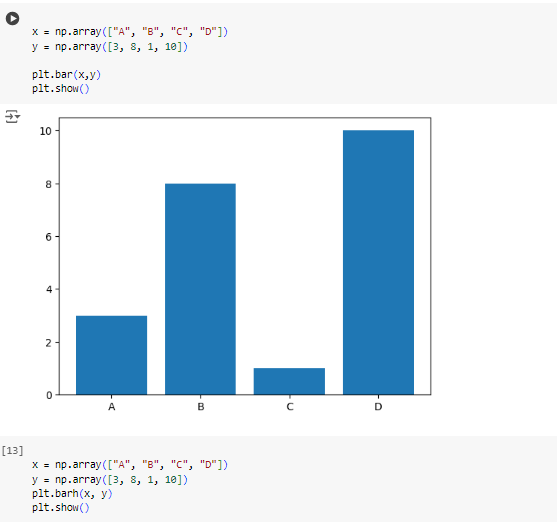 x = np.array(["A", "B", "C", "D"])
y = np.array([3, 8, 1, 10])
plt.bar(x,y)
plt.show()
10
8
6
4
2
0
A B C D
[13]
x = np.array(["A", "B", "C", "D"])
y = np.array([3, 8, 1, 10])
plt.barh(x, y)
plt.show()